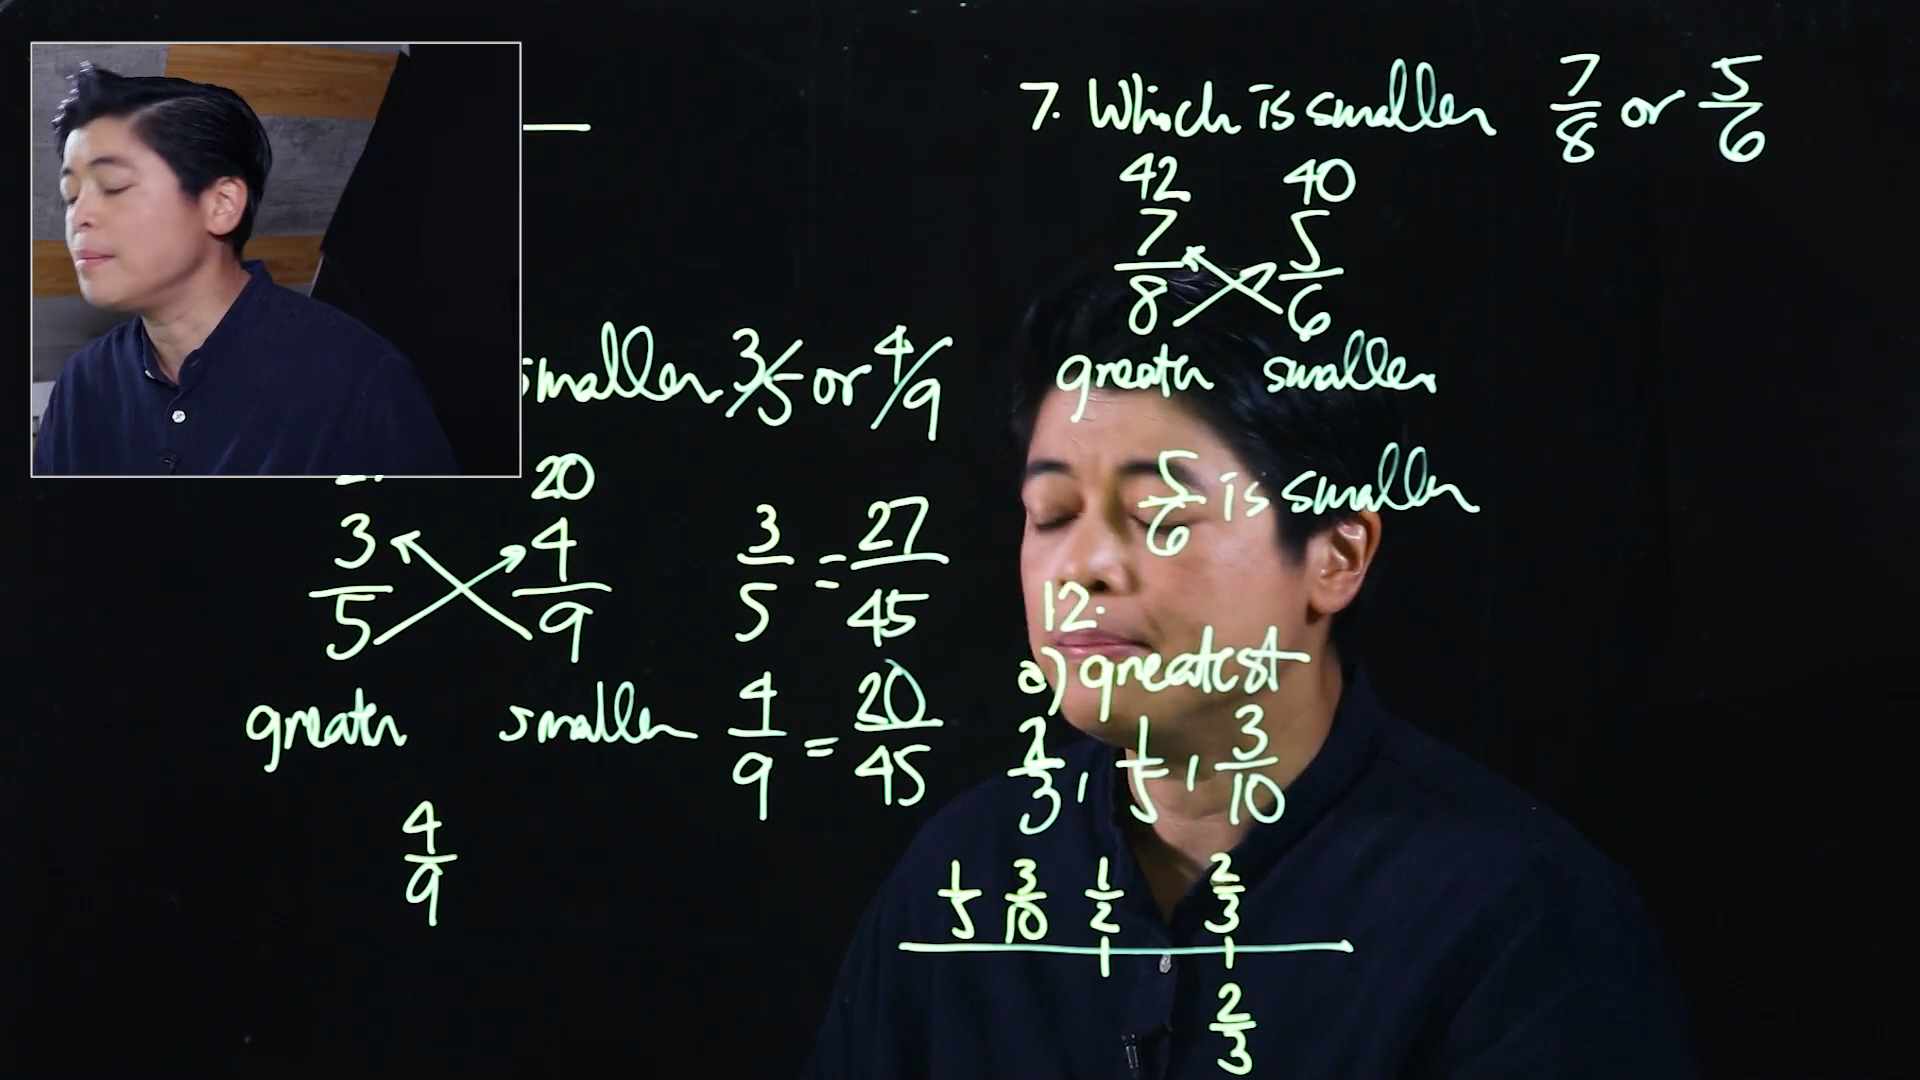 smaller 3/5 or 4/9
20
3/5 4/9
greater smaller
3/5 = 27/45
4/9 = 20/45
4/9
7. Which is smaller 7/8 or 5/6
42 40
7/8 5/6
greater smaller
5/6 is smaller
12.
a) greatest
2/3, 1/5, 3/10
1/5 3/10 1/2 2/3
2/3